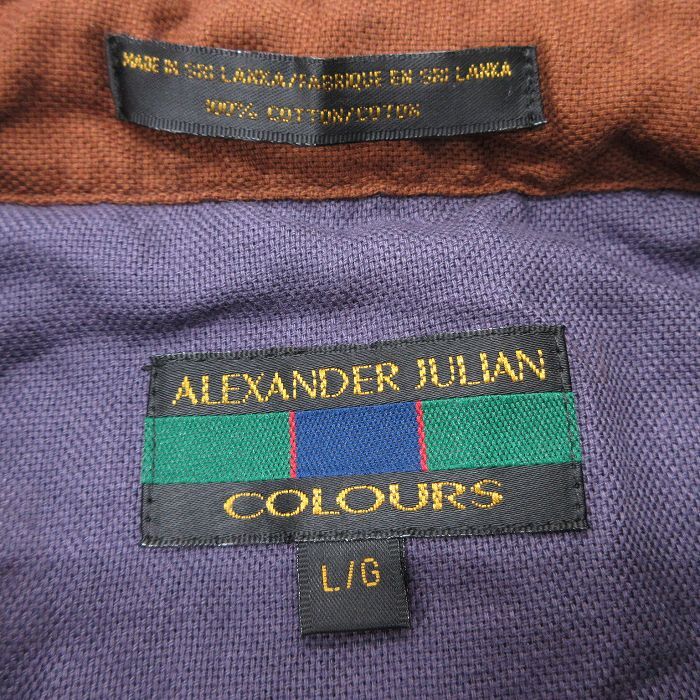 MADE IN SRI LANKA/FABRIQUE EN SRI LANKA
100% COTTON/COTON
ALEXANDER JULIAN
COLOURS
L/G